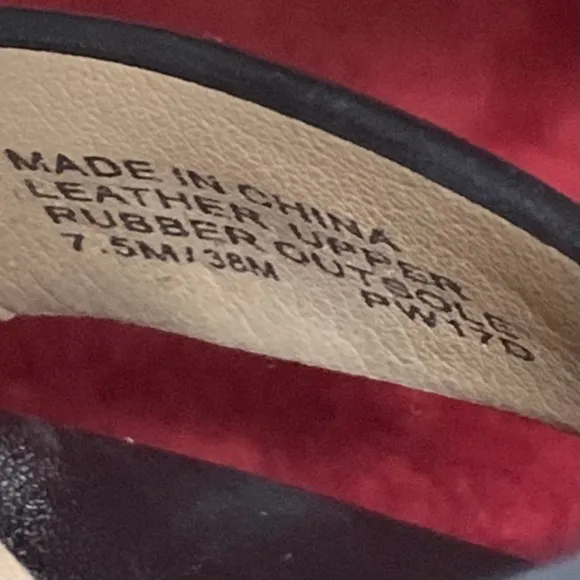 MADE IN CHINA
LEATHER UPPER
RUBBER OUTSOLE
7.5M/38M PW17D